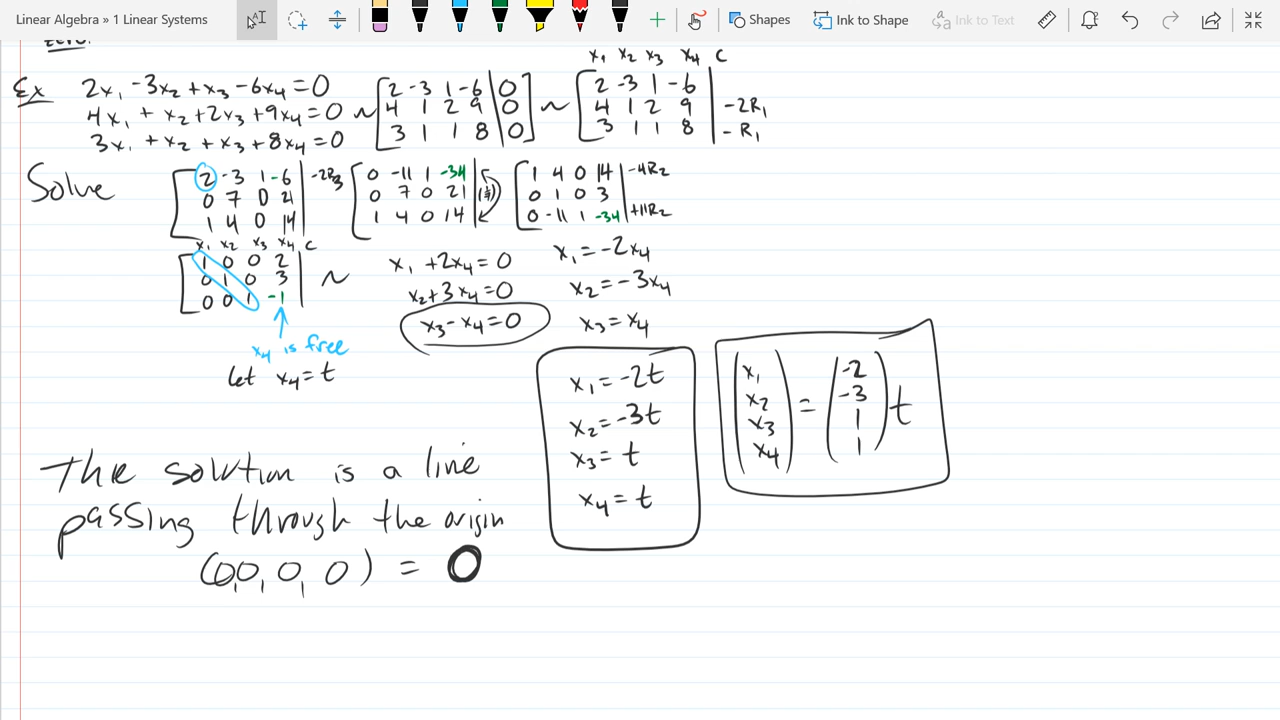 Linear Algebra » 1 Linear Systems
Shapes
Ink to Shape
Ink to Text
zero.
Ex 2x₁ -3x₂ +x₃ -6x₄ =0
4x₁ + x₂ +2x₃ +9x₄ =0
3x₁ +x₂ + x₃ +8x₄ =0
~ [2 -3 1 -6 | 0]
[4 1 2 9 | 0]
[3 1 1 8 | 0]
~ x₁ x₂ x₃ x₄ C
[2 -3 1 -6 |
4 1 2 9 | -2R₁
3 1 1 8 | -R₁
Solve
[2 -3 1 -6 | -2R₃
0 7 0 21 |
1 4 0 14 |
[0 -11 1 -34 |
0 7 0 21 | (1/7)
1 4 0 14 |
[1 4 0 14 | -4R₂
0 1 0 3 |
0 -11 1 -34 | +11R₂
x₁ x₂ x₃ x₄ C
[1 0 0 2 |
0 1 0 3 | ~
0 0 1 -1 |
x₄ is free
let x₄ = t
x₁ +2x₄ = 0
x₂ +3x₄ =0
x₃ -x₄ =0
x₁ = -2x₄
x₂ = -3x₄
x₃ = x₄
x₁ = -2t
x₂ = -3t
x₃ = t
x₄ = t
(x₁
x₂
x₃
x₄)
=
(-2
-3
1
1) t
The solution is a line
passing through the origin
(0,0,0,0) = 0